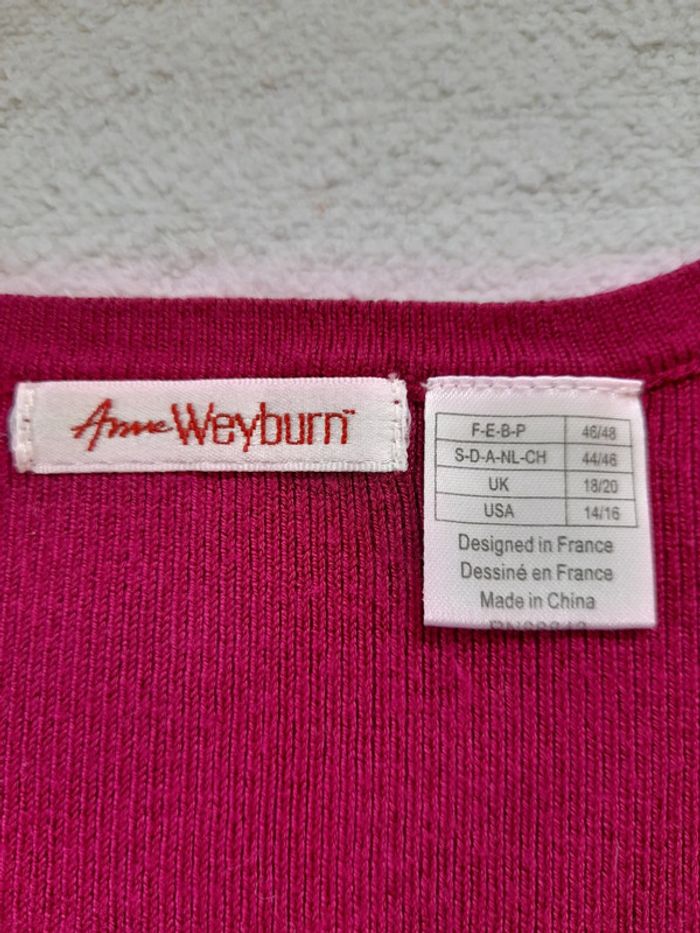 Anne Weyburn™
F-E-B-P 46/48
S-D-A-NL-CH 44/46
UK 18/20
USA 14/16
Designed in France
Dessiné en France
Made in China